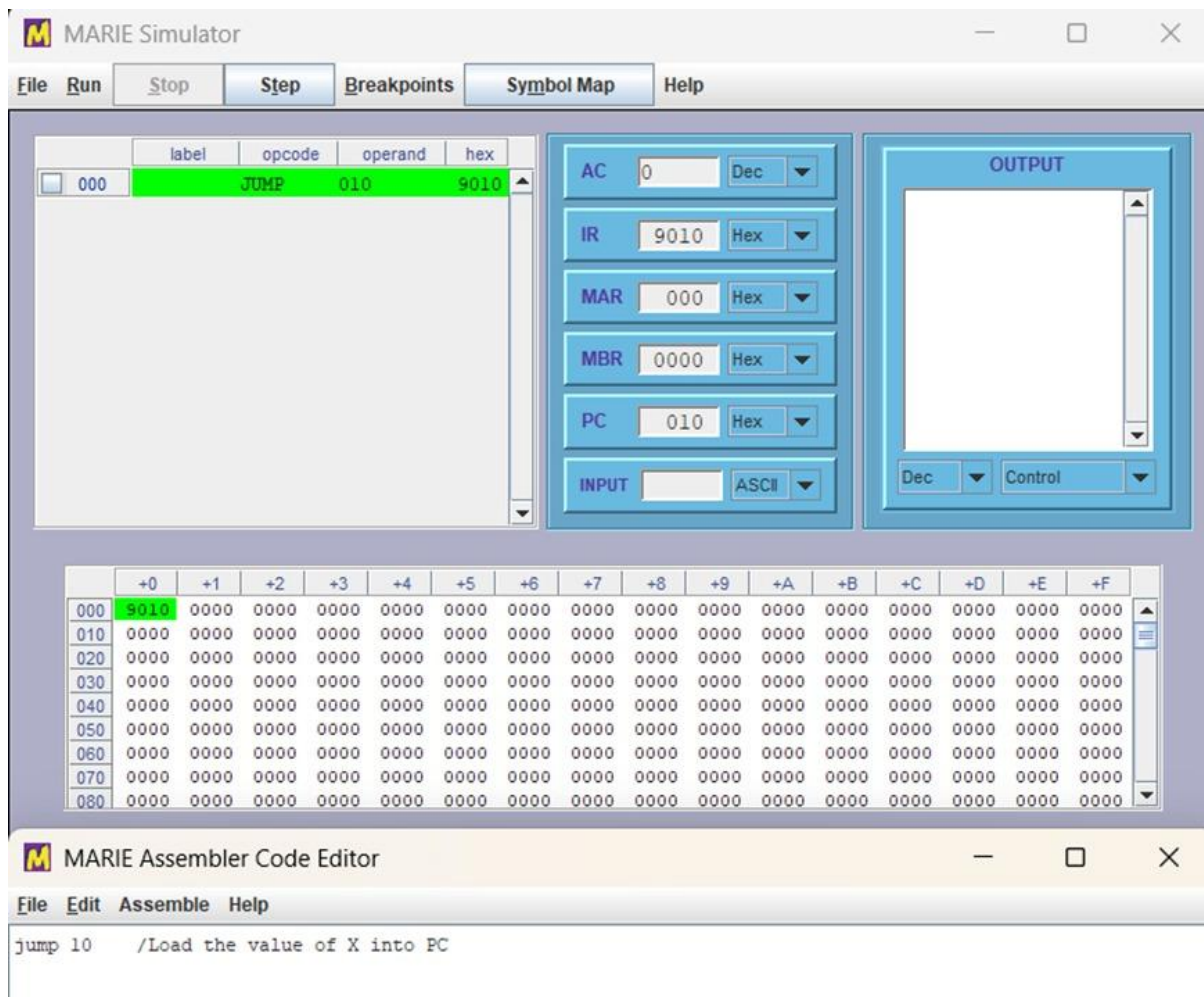 MARIE Simulator
File Run Stop Step Breakpoints Symbol Map Help
label opcode operand hex
000 JUMP 010 9010
AC 0 Dec
IR 9010 Hex
MAR 000 Hex
MBR 0000 Hex
PC 010 Hex
INPUT ASCII
OUTPUT
Dec Control
+0 +1 +2 +3 +4 +5 +6 +7 +8 +9 +A +B +C +D +E +F
000 9010 0000 0000 0000 0000 0000 0000 0000 0000 0000 0000 0000 0000 0000 0000 0000
010 0000 0000 0000 0000 0000 0000 0000 0000 0000 0000 0000 0000 0000 0000 0000 0000
020 0000 0000 0000 0000 0000 0000 0000 0000 0000 0000 0000 0000 0000 0000 0000 0000
030 0000 0000 0000 0000 0000 0000 0000 0000 0000 0000 0000 0000 0000 0000 0000 0000
040 0000 0000 0000 0000 0000 0000 0000 0000 0000 0000 0000 0000 0000 0000 0000 0000
050 0000 0000 0000 0000 0000 0000 0000 0000 0000 0000 0000 0000 0000 0000 0000 0000
060 0000 0000 0000 0000 0000 0000 0000 0000 0000 0000 0000 0000 0000 0000 0000 0000
070 0000 0000 0000 0000 0000 0000 0000 0000 0000 0000 0000 0000 0000 0000 0000 0000
080 0000 0000 0000 0000 0000 0000 0000 0000 0000 0000 0000 0000 0000 0000 0000 0000
MARIE Assembler Code Editor
File Edit Assemble Help
jump 10 /Load the value of X into PC